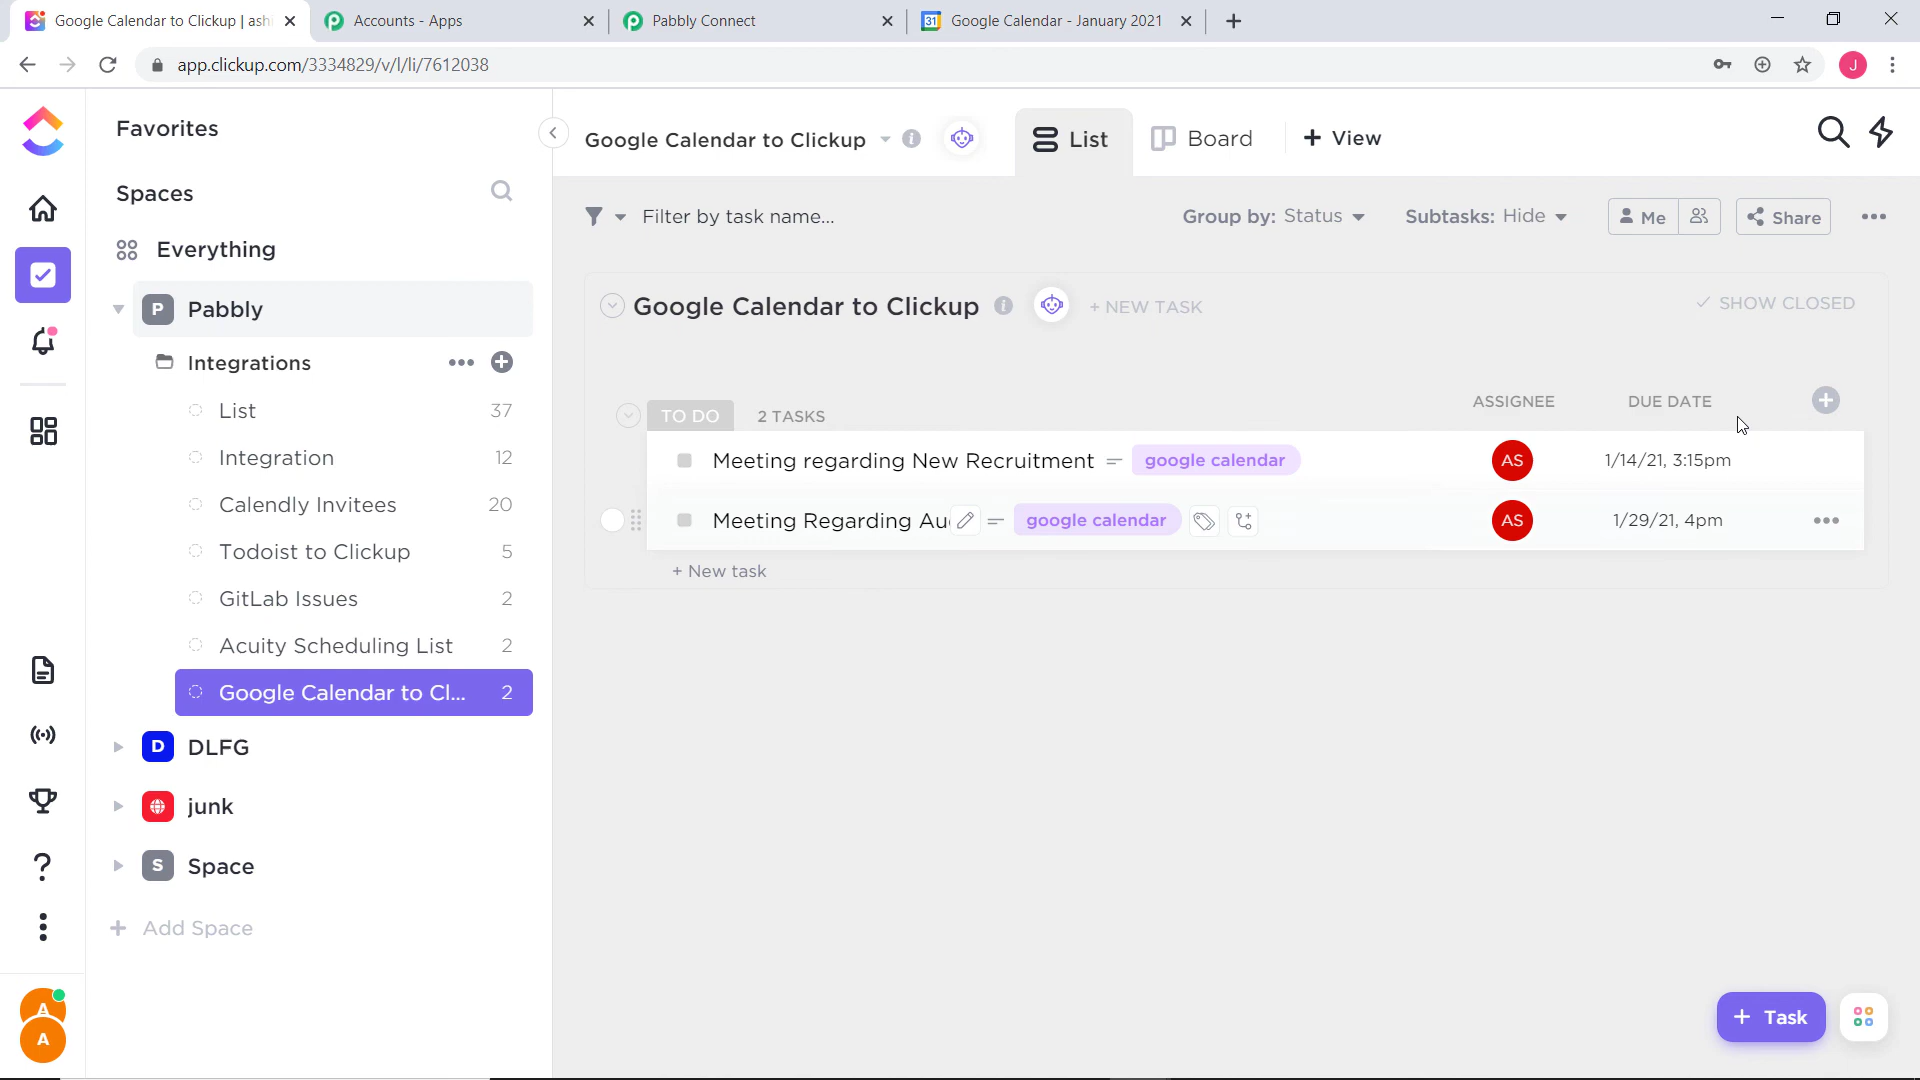 Google Calendar to Clickup | ash
Accounts - Apps
Pabbly Connect
31 Google Calendar - January 2021
app.clickup.com/3334829/v/l/li/7612038
J
Favorites
Google Calendar to Clickup
List
Board
+ View
Spaces
Filter by task name...
Group by: Status
Subtasks: Hide
Me
Share
Everything
P Pabbly
Google Calendar to Clickup
+ NEW TASK
SHOW CLOSED
Integrations
List 37
Integration 12
Calendly Invitees 20
Todoist to Clickup 5
GitLab Issues 2
Acuity Scheduling List 2
Google Calendar to Cl... 2
TO DO 2 TASKS ASSIGNEE DUE DATE
Meeting regarding New Recruitment google calendar AS 1/14/21, 3:15pm
Meeting Regarding Au google calendar AS 1/29/21, 4pm
+ New task
D DLFG
junk
S Space
+ Add Space
A
A
+ Task